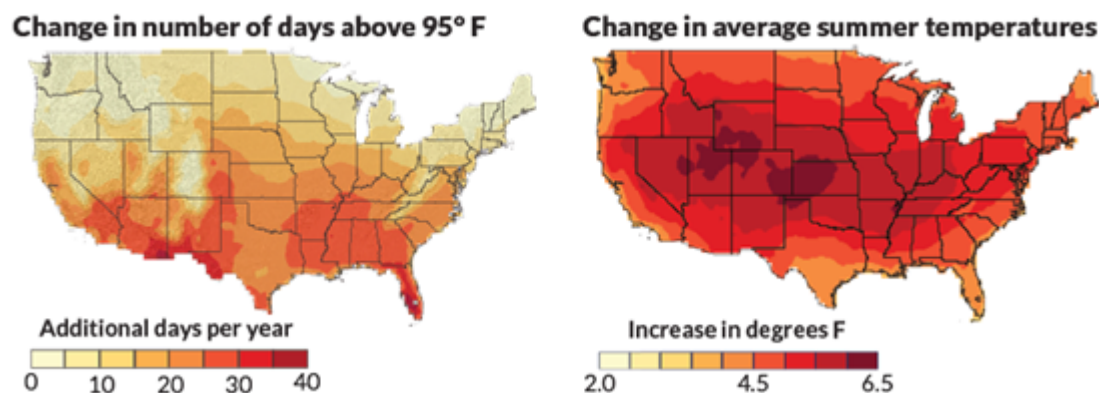 Change in number of days above 95° F
Additional days per year
0 10 20 30 40
Change in average summer temperatures
Increase in degrees F
2.0 4.5 6.5